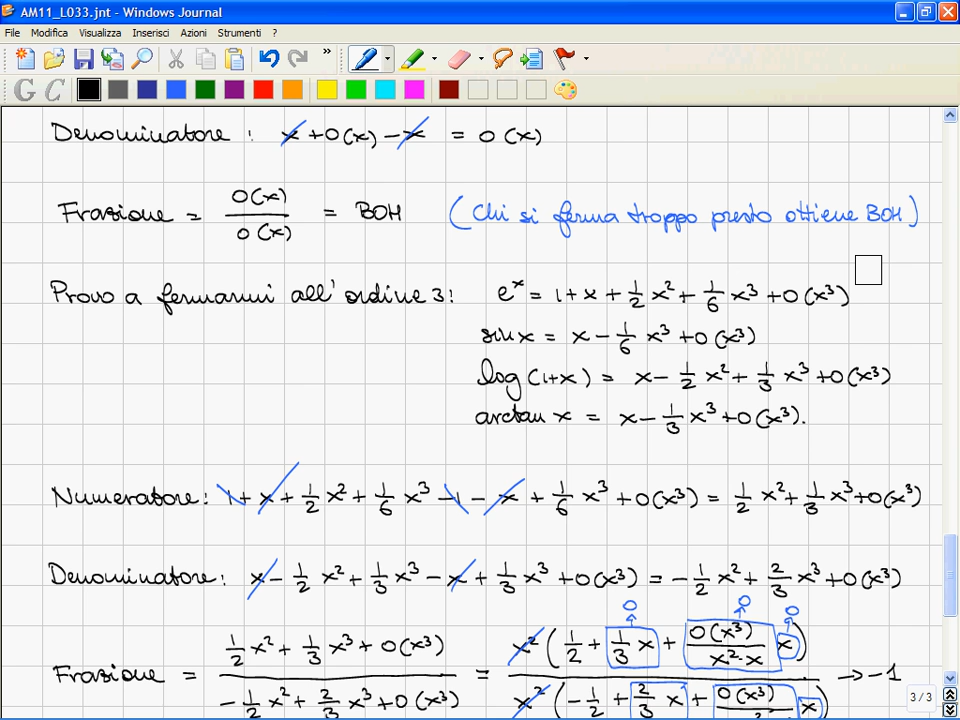 AM11_L033.jnt - Windows Journal
File Modifica Visualizza Inserisci Azioni Strumenti ?
»
G C
Denominatore : x + o(x) - x = o(x)
Frazione = o(x) / o(x) = BOH (Chi si ferma troppo presto ottiene BOH)
Provo a fermarmi all'ordine 3: e^x = 1 + x + 1/2 x² + 1/6 x³ + o(x³)
sin x = x - 1/6 x³ + o(x³)
log(1+x) = x - 1/2 x² + 1/3 x³ + o(x³)
arctan x = x - 1/3 x³ + o(x³).
Numeratore: 1 + x + 1/2 x² + 1/6 x³ - 1 - x + 1/6 x³ + o(x³) = 1/2 x² + 1/3 x³ + o(x³)
Denominatore: x - 1/2 x² + 1/3 x³ - x + 1/3 x³ + o(x³) = - 1/2 x² + 2/3 x³ + o(x³)
0 0 0
Frazione = (1/2 x² + 1/3 x³ + o(x³)) / (- 1/2 x² + 2/3 x³ + o(x³)) = x² (1/2 + 1/3 x + o(x³)/(x²·x) x) / x² (- 1/2 + 2/3 x + o(x³) x) → -1
3 / 3